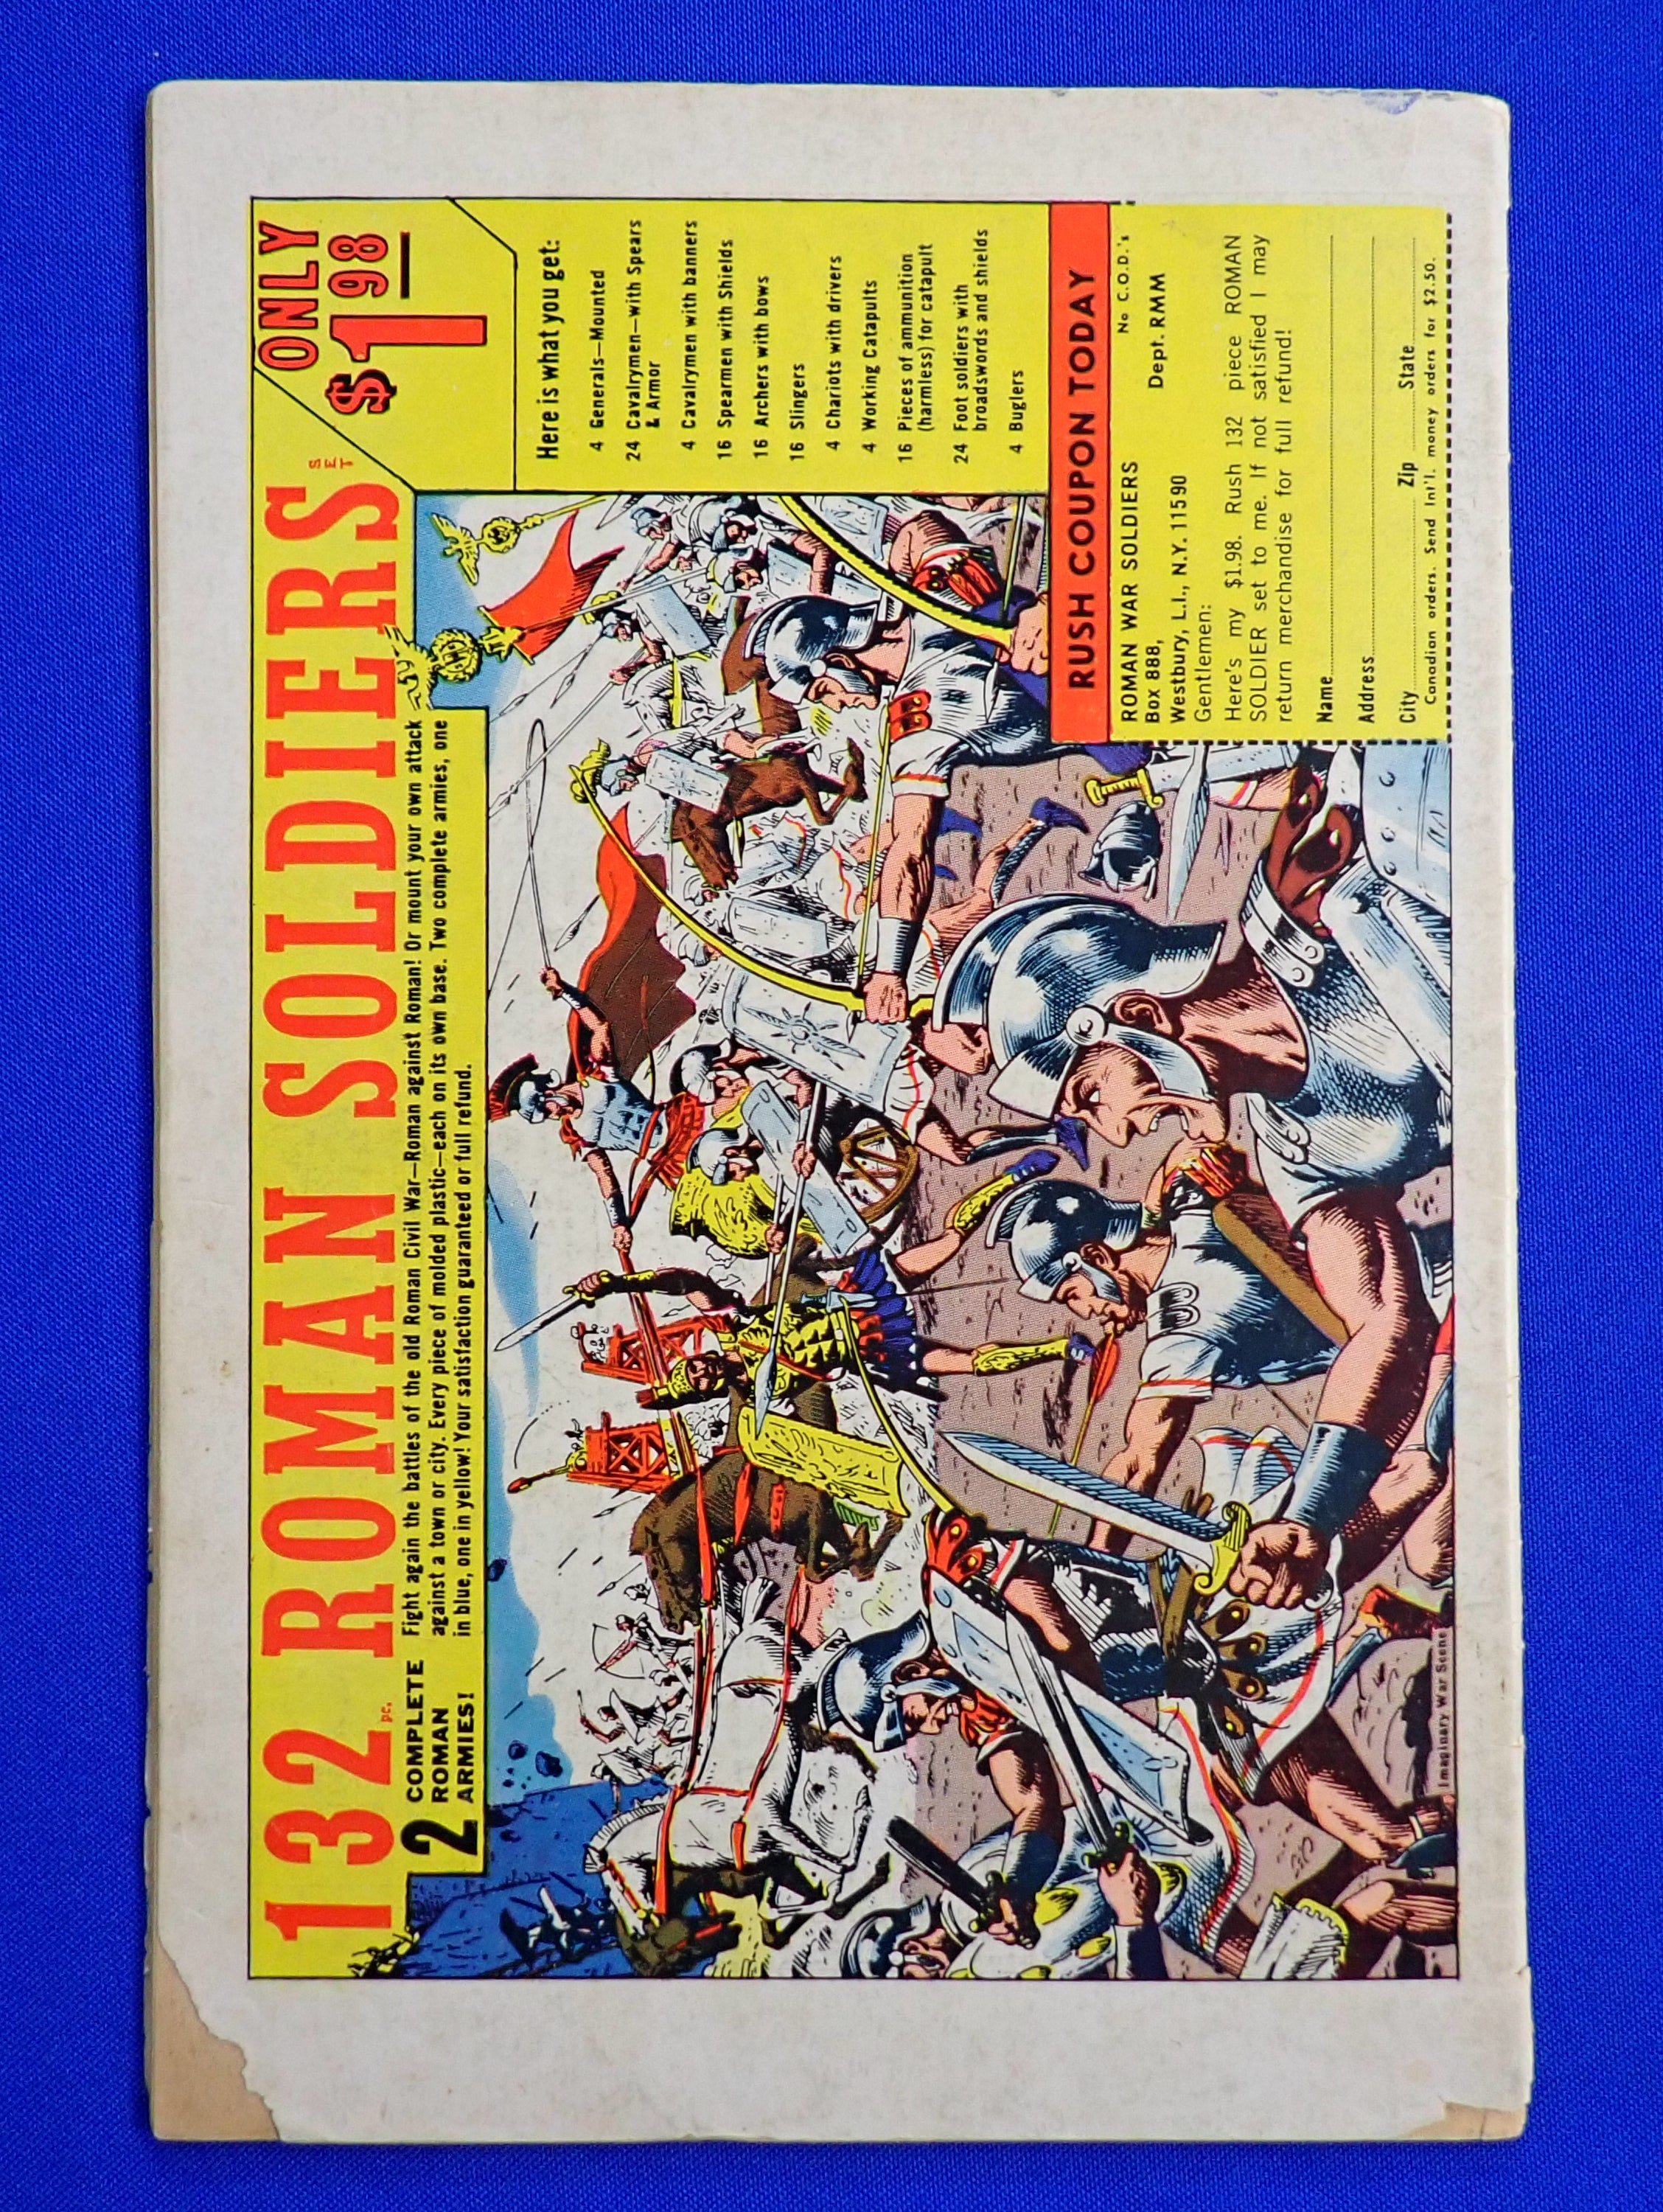 132 pc. ROMAN SOLDIERS SET
ONLY
$1 98
2 COMPLETE
ROMAN
ARMIES!
Fight again the battles of the old Roman Civil War—Roman against Roman! Or mount your own attack
against a town or city. Every piece of molded plastic—each on its own base. Two complete armies, one
in blue, one in yellow! Your satisfaction guaranteed or full refund.
Here is what you get:
4 Generals—Mounted
24 Cavalrymen—with Spears
& Armor
4 Cavalrymen with banners
16 Spearmen with Shields
16 Archers with bows
16 Slingers
4 Chariots with drivers
4 Working Catapults
16 Pieces of ammunition
(harmless) for catapult
24 Foot soldiers with
broadswords and shields
4 Buglers
RUSH COUPON TODAY
ROMAN WAR SOLDIERS No C.O.D.'s
Box 888, Dept. RMM
Westbury, L.I., N.Y. 11590
Gentlemen:
Here's my $1.98. Rush 132 piece ROMAN
SOLDIER set to me. If not satisfied I may
return merchandise for full refund!
Name
Address
City Zip State
Canadian orders. Send Int'l. money orders for $2.50.
Imaginary War Scene